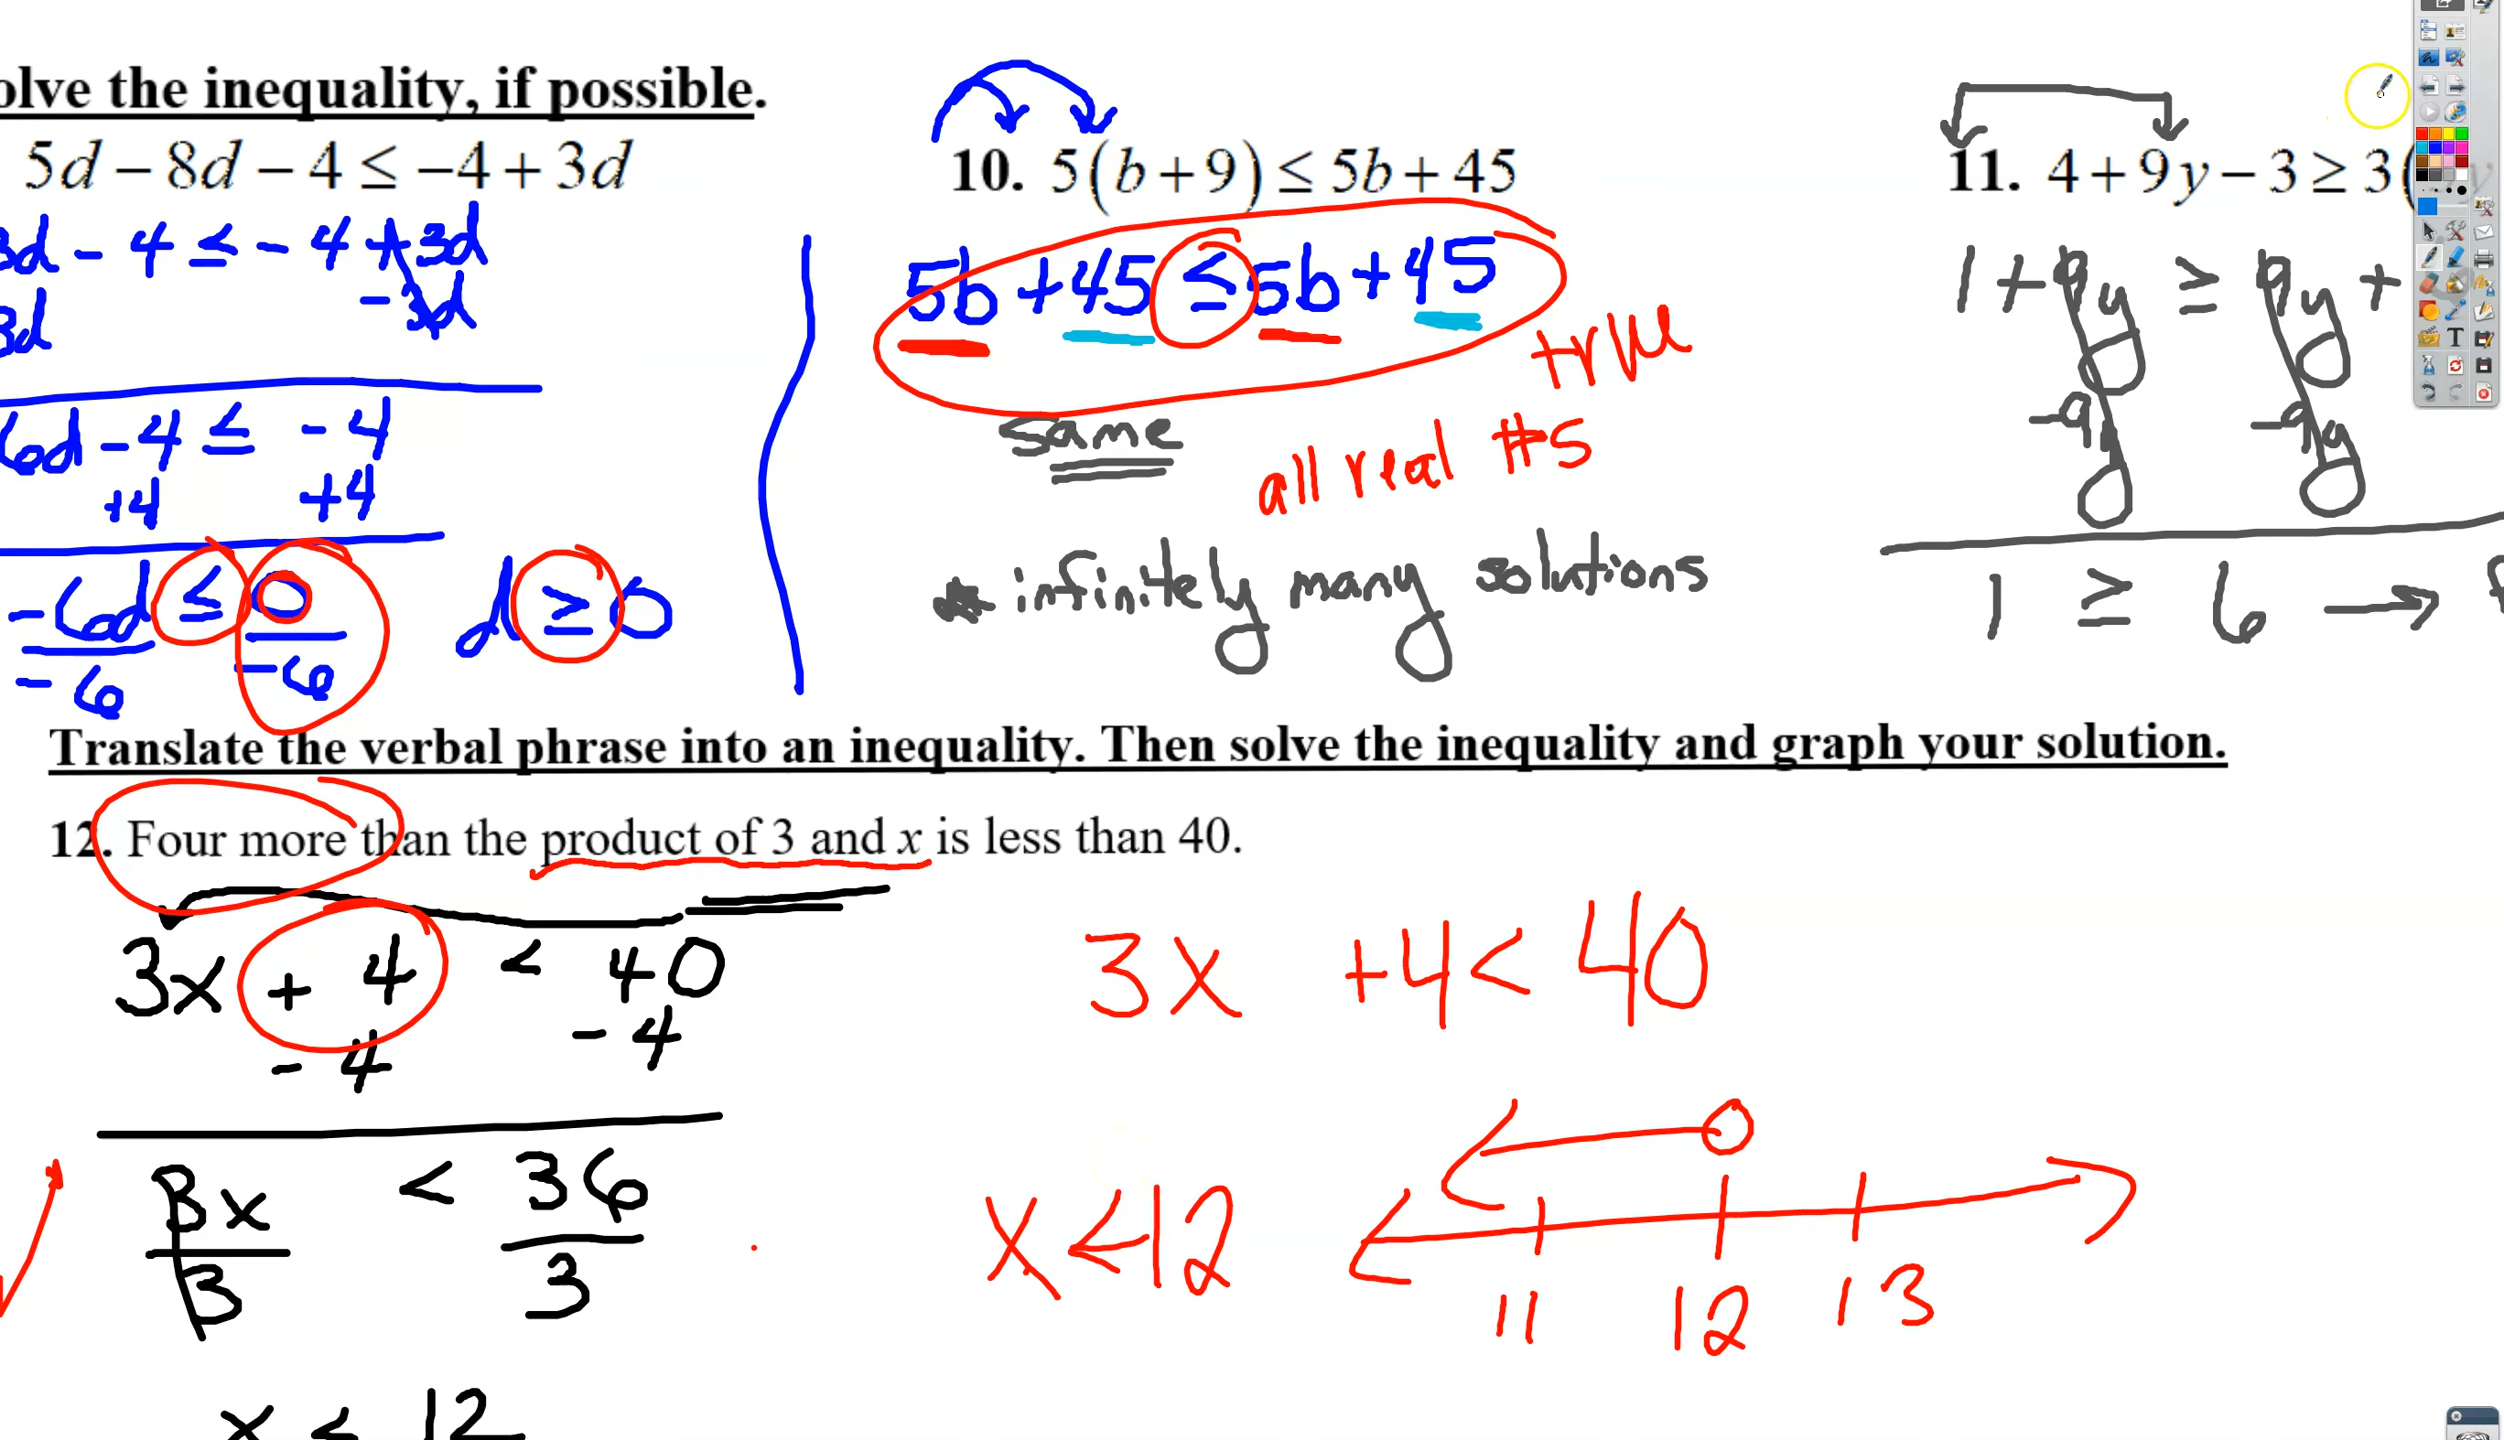 olve the inequality, if possible.
5d − 8d − 4 ≤ −4 + 3d
3d - 4 ≤ - 4 + 3d
3d - 3d
6d - 4 ≤ - 4
+4 +4
-6d ≤ 0
-6 -6
d ≥ 0
10. 5(b + 9) ≤ 5b + 45
5b + 45 ≤ 5b + 45
true
same
all real #s
infinitely many solutions
11. 4 + 9y − 3 ≥ 3(
1 + 9y ≥ 9y +
-9y -9y
1 ≥ 6 →
Translate the verbal phrase into an inequality. Then solve the inequality and graph your solution.
12. Four more than the product of 3 and x is less than 40.
3x + 4 < 40
- 4 - 4
3x < 36
3 3
x < 12
3x +4 < 40
x < 12
11 12 13
T